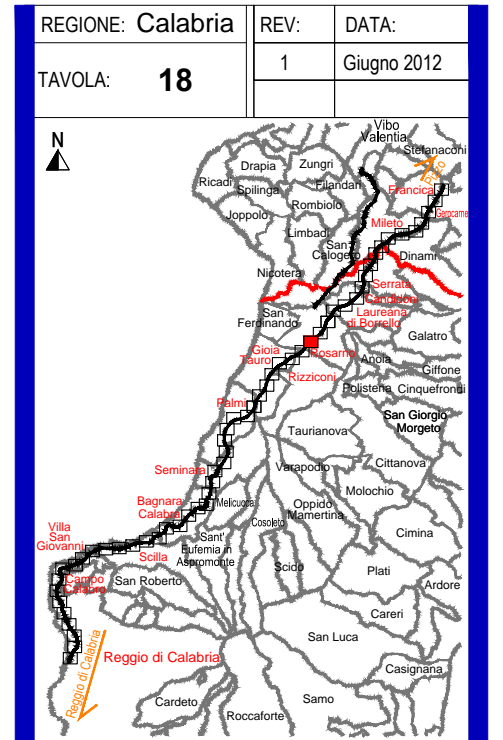 REGIONE: Calabria
REV:
DATA:
TAVOLA: 18
1
Giugno 2012
N
Vibo
Valentia
Stefanaconi
Drapia
Zungri
Pizzo
Ricadi
Spilinga
Filandari
Francica
Rombiolo
Joppolo
Gerocarne
Mileto
Limbadi
San
Calogero
Dinami
Nicotera
Serrata
Candidoni
San
Ferdinando
Laureana
di Borrello
Galatro
Gioia
Tauro
Rosarno
Anoia
Giffone
Rizziconi
Polistena
Cinquefrondi
Palmi
San Giorgio
Morgeto
Taurianova
Seminara
Varapodio
Cittanova
Molochio
Bagnara
Calabra
Melicucca
Oppido
Mamertina
Cosoleto
Villa
San
Giovanni
Sant'
Eufemia in
Aspromonte
Cimina
Scilla
Scido
Plati
Campo
Calabro
San Roberto
Ardore
Careri
San Luca
Reggio di Calabria
Reggio di Calabria
Casignana
Cardeto
Samo
Roccaforte